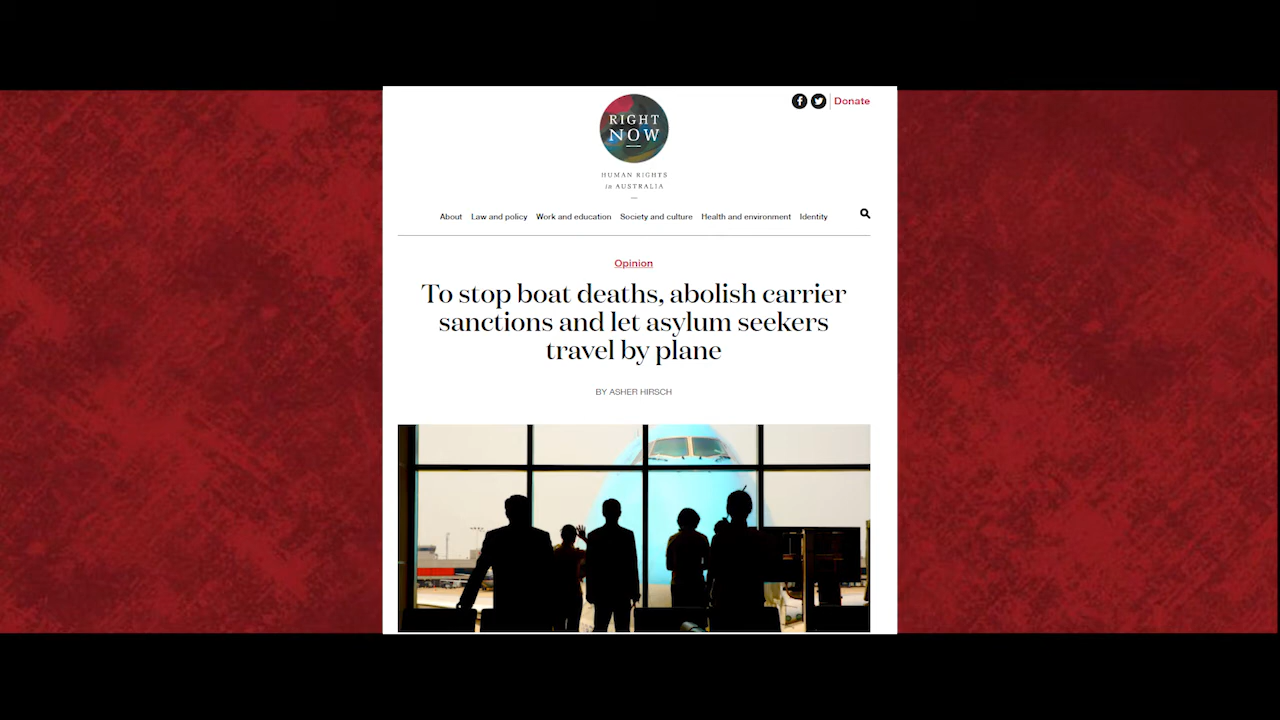 RIGHT
NOW
HUMAN RIGHTS
in AUSTRALIA
Donate
About Law and policy Work and education Society and culture Health and environment Identity
Opinion
To stop boat deaths, abolish carrier
sanctions and let asylum seekers
travel by plane
BY ASHER HIRSCH